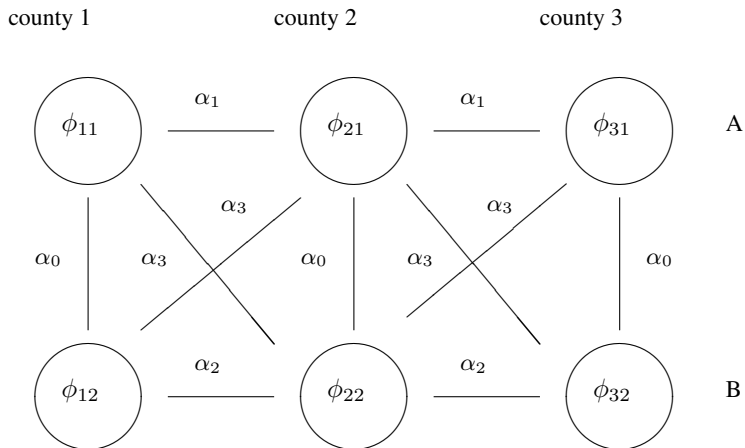 county 1 county 2 county 3
α₁ α₁
ϕ₁₁ ϕ₂₁ ϕ₃₁ A
α₃ α₃
α₀ α₃ α₀ α₃ α₀
α₂ α₂
ϕ₁₂ ϕ₂₂ ϕ₃₂ B